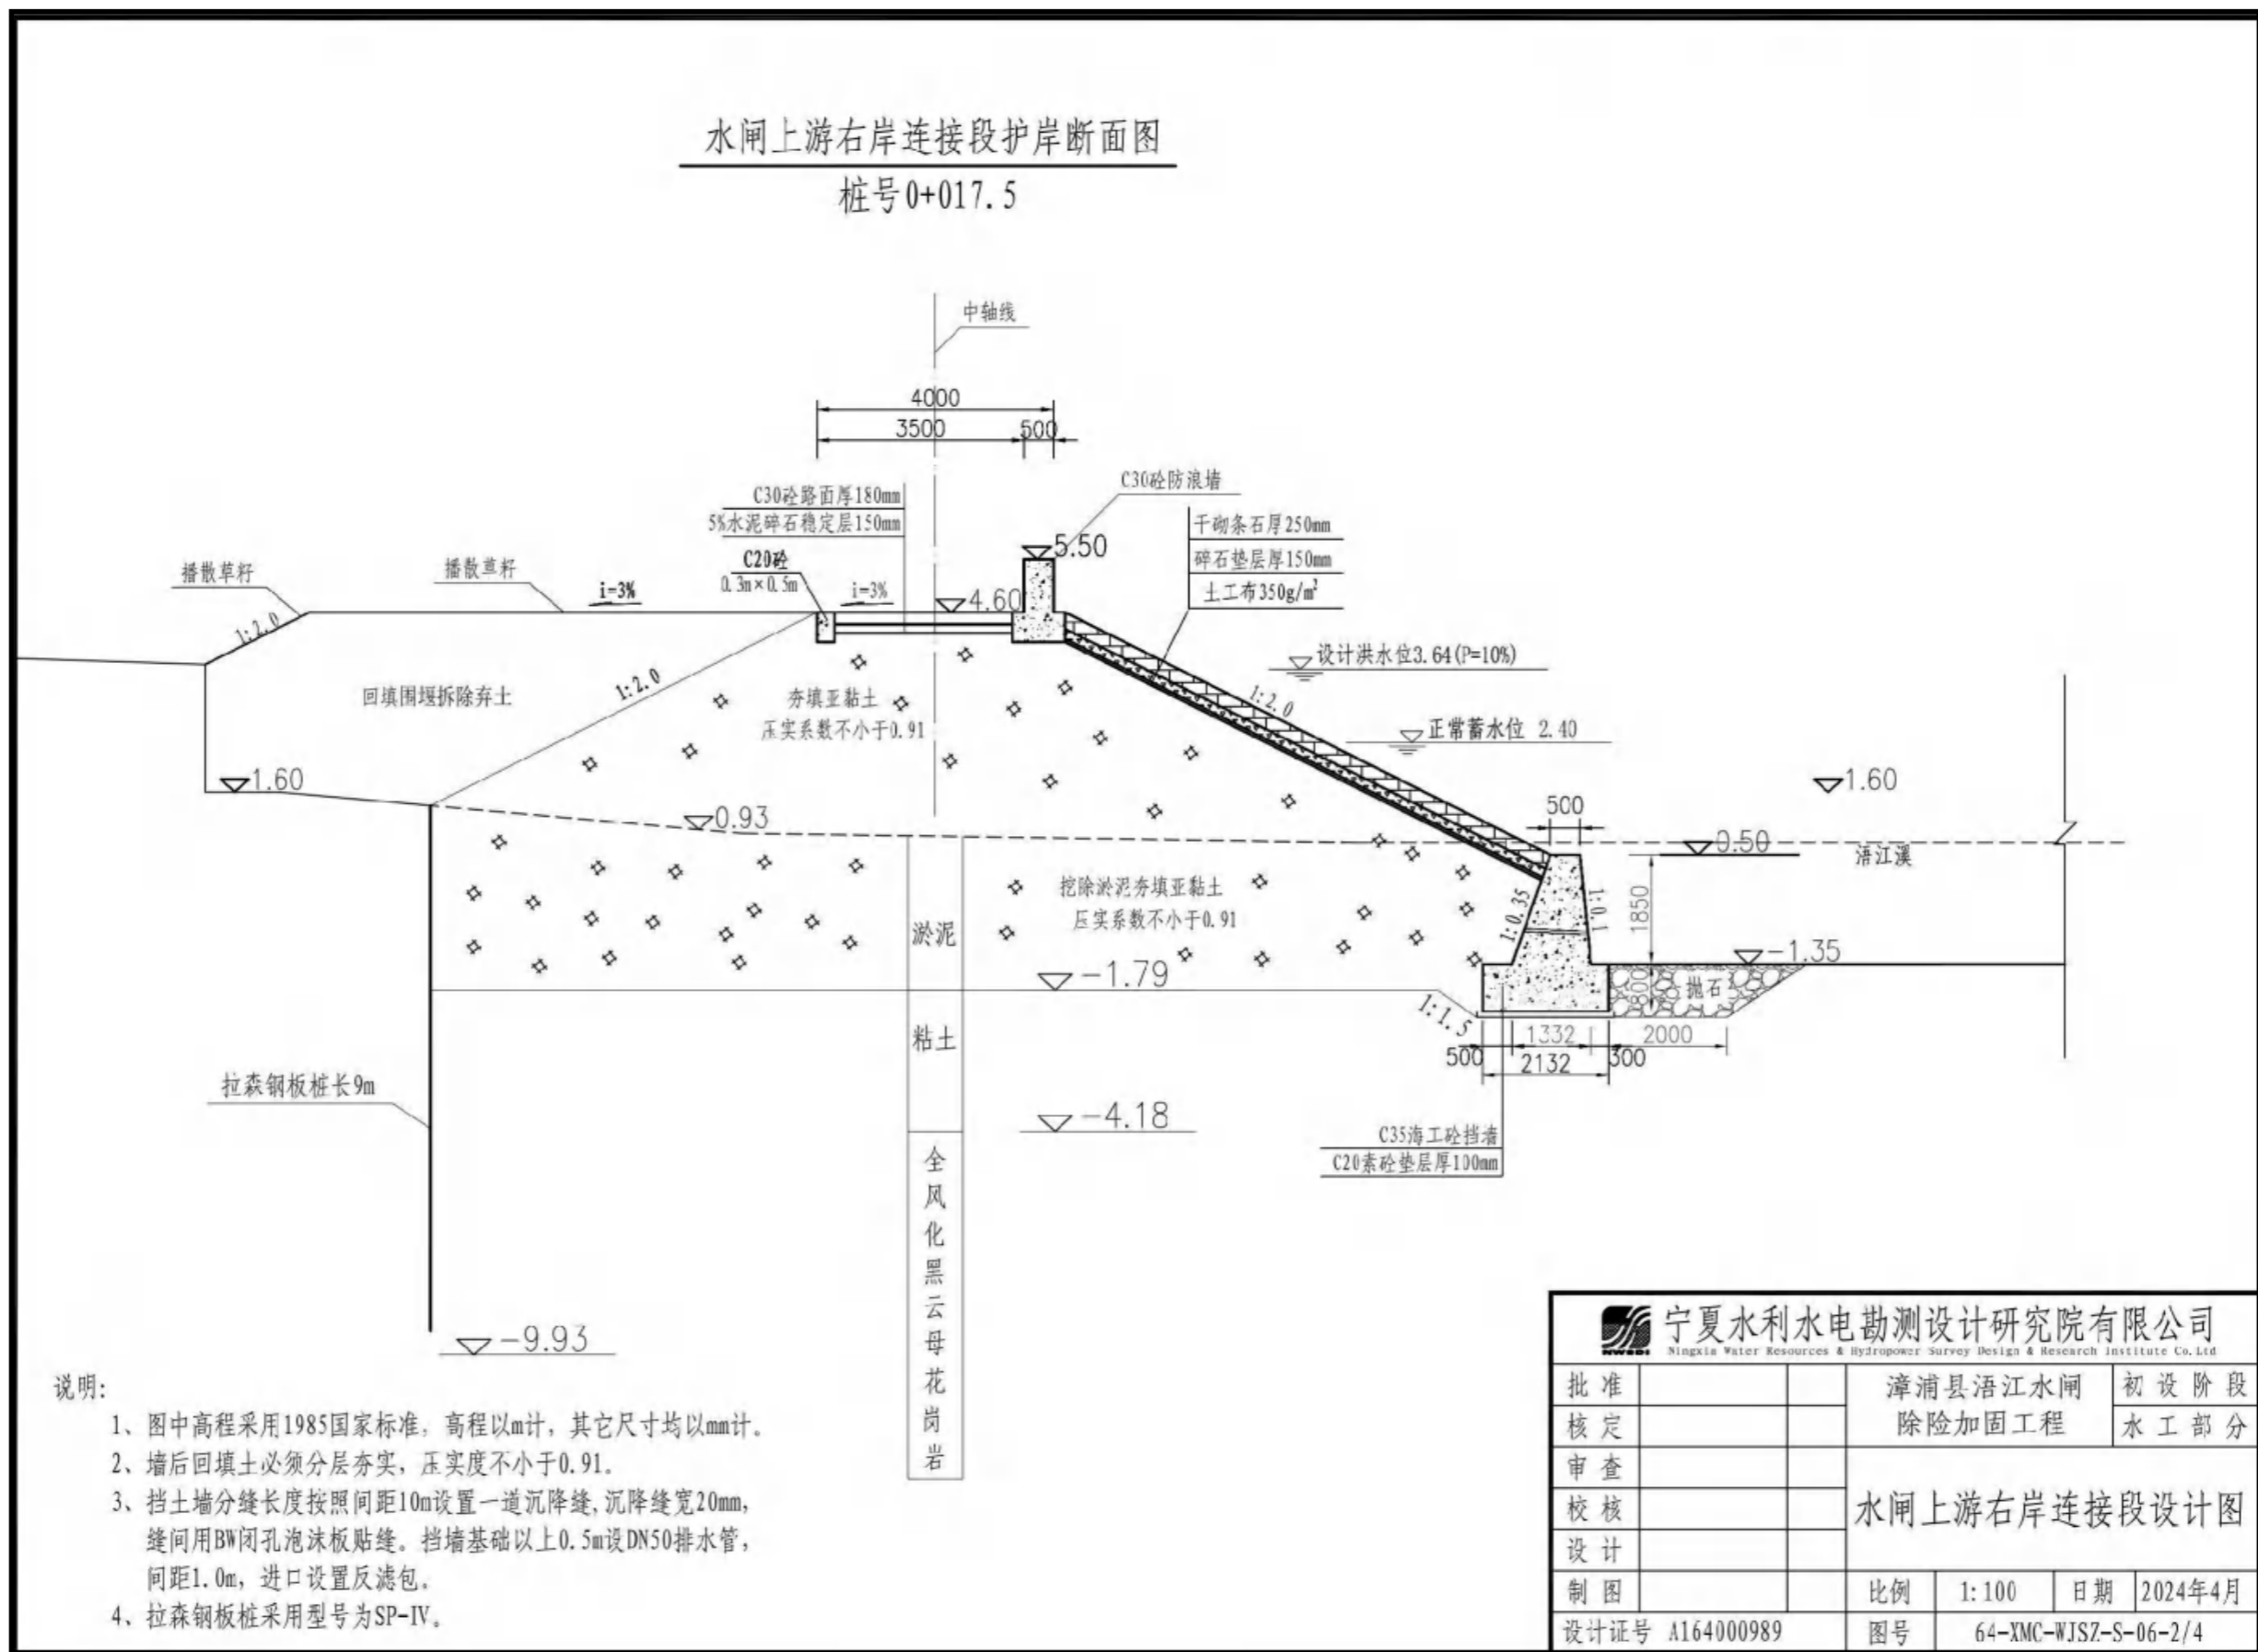 水闸上游右岸连接段护岸断面图
桩号0+017.5
中轴线
4000
3500
500
C30砼路面厚180mm
5%水泥碎石稳定层150mm
C30砼防浪墙
干砌条石厚250mm
碎石垫层厚150mm
土工布350g/m²
5.50
C20砼
0.3m×0.5m
播散草籽
播散草籽
i=3%
i=3%
4.60
1:2.0
设计洪水位3.64(P=10%)
回填围堰拆除弃土
1:2.0
夯填亚黏土
压实系数不小于0.91
1:2.0
正常蓄水位 2.40
1.60
1.60
500
0.93
0.50
浯江溪
淤泥
挖除淤泥夯填亚黏土
压实系数不小于0.91
1:0.35
1:0.1
1850
-1.35
-1.79
800
抛石
1:1.5
粘土
500
1332
300
2000
2132
拉森钢板桩长9m
-4.18
C35海工砼挡墙
C20素砼垫层厚100mm
全风化黑云母花岗岩
-9.93
说明:
1、图中高程采用1985国家标准，高程以m计，其它尺寸均以mm计。
2、墙后回填土必须分层夯实，压实度不小于0.91。
3、挡土墙分缝长度按照间距10m设置一道沉降缝,沉降缝宽20mm,
缝间用BW闭孔泡沫板贴缝。挡墙基础以上0.5m设DN50排水管，
间距1.0m，进口设置反滤包。
4、拉森钢板桩采用型号为SP-IV。
NWSDI
宁夏水利水电勘测设计研究院有限公司
Ningxia Water Resources & Hydropower Survey Design & Research Institute Co.Ltd
批准
漳浦县浯江水闸
初设阶段
核定
除险加固工程
水工部分
审查
校核
水闸上游右岸连接段设计图
设计
制图
比例
1:100
日期
2024年4月
设计证号 A164000989
图号
64-XMC-WJSZ-S-06-2/4